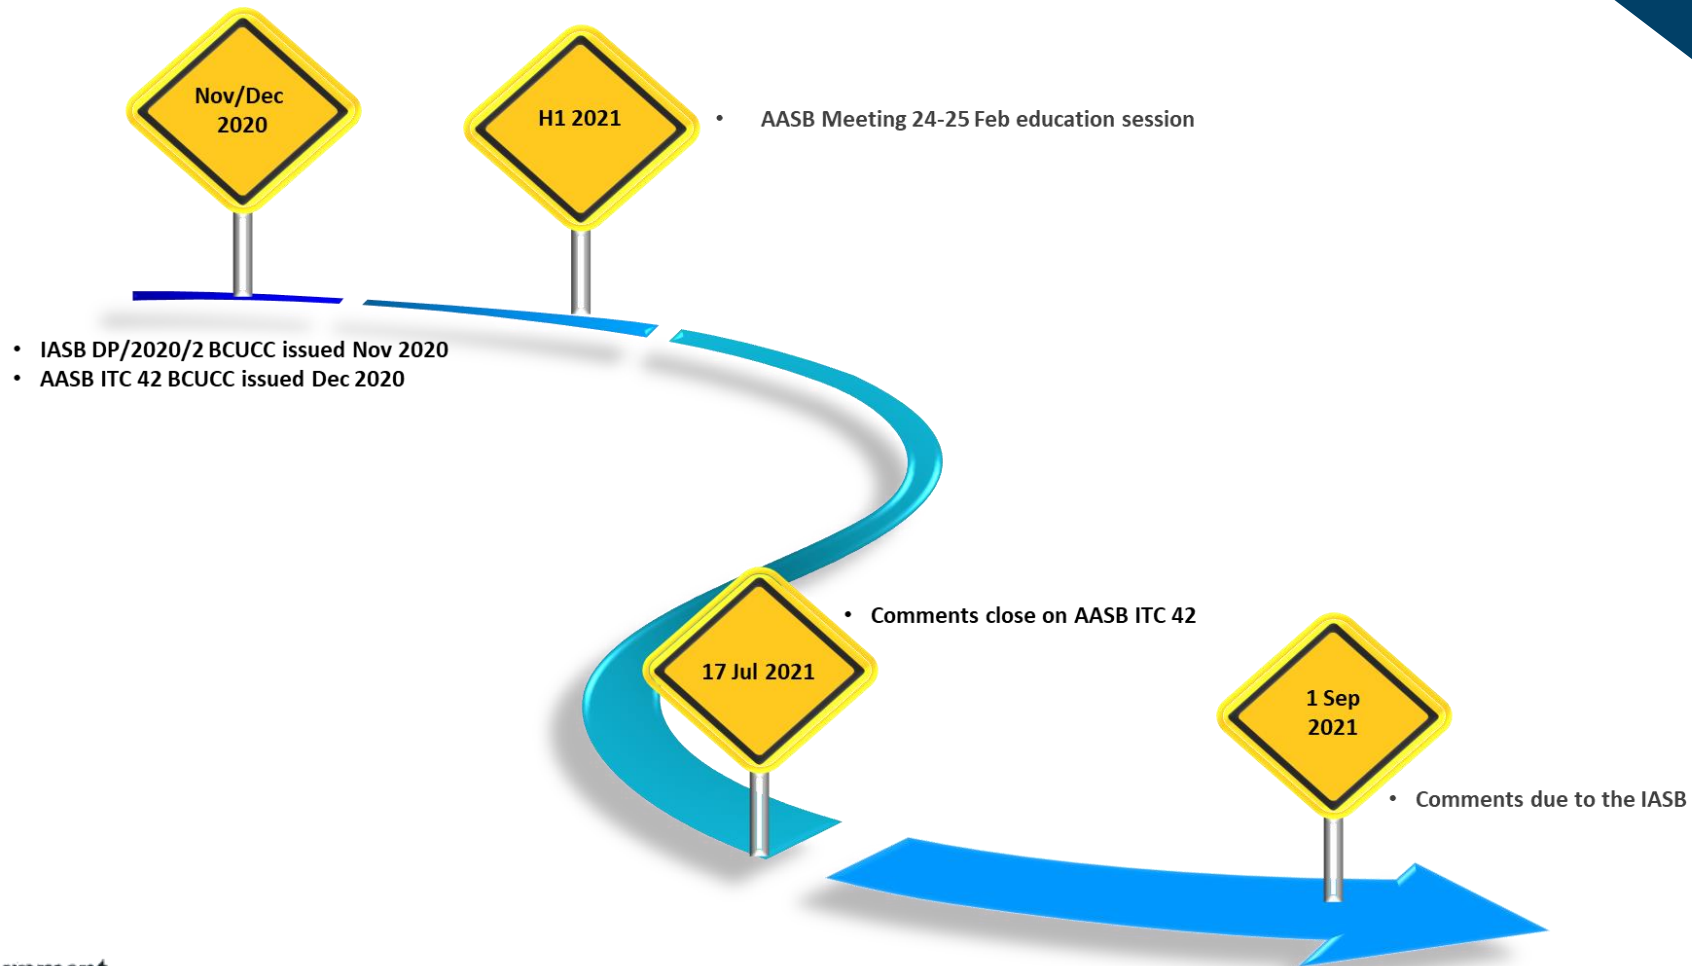 Nov/Dec
2020
H1 2021
• AASB Meeting 24-25 Feb education session
• IASB DP/2020/2 BCUCC issued Nov 2020
• AASB ITC 42 BCUCC issued Dec 2020
• Comments close on AASB ITC 42
17 Jul 2021
1 Sep
2021
• Comments due to the IASB